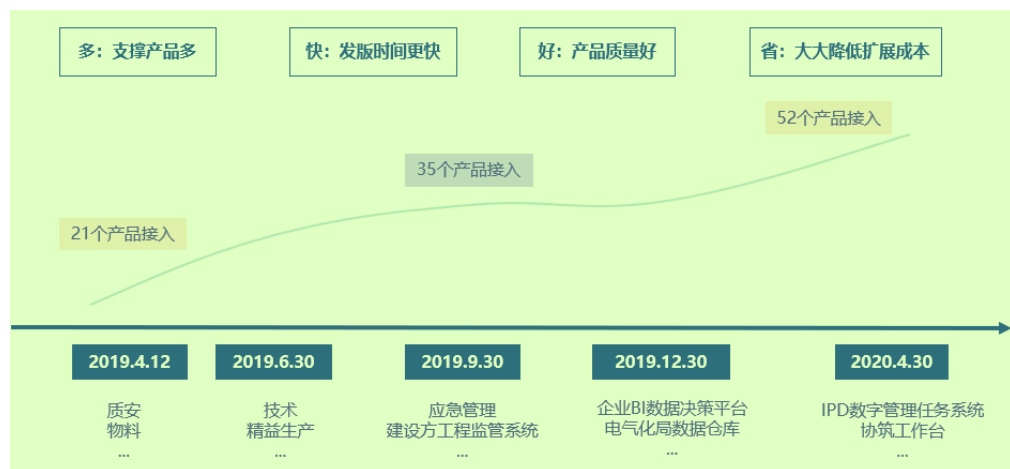 多：支撑产品多
快：发版时间更快
好：产品质量好
省：大大降低扩展成本
52个产品接入
35个产品接入
21个产品接入
2019.4.12
2019.6.30
2019.9.30
2019.12.30
2020.4.30
质安
物料
...
技术
精益生产
...
应急管理
建设方工程监管系统
...
企业BI数据决策平台
电气化局数据仓库
...
IPD数字管理任务系统
协筑工作台
...